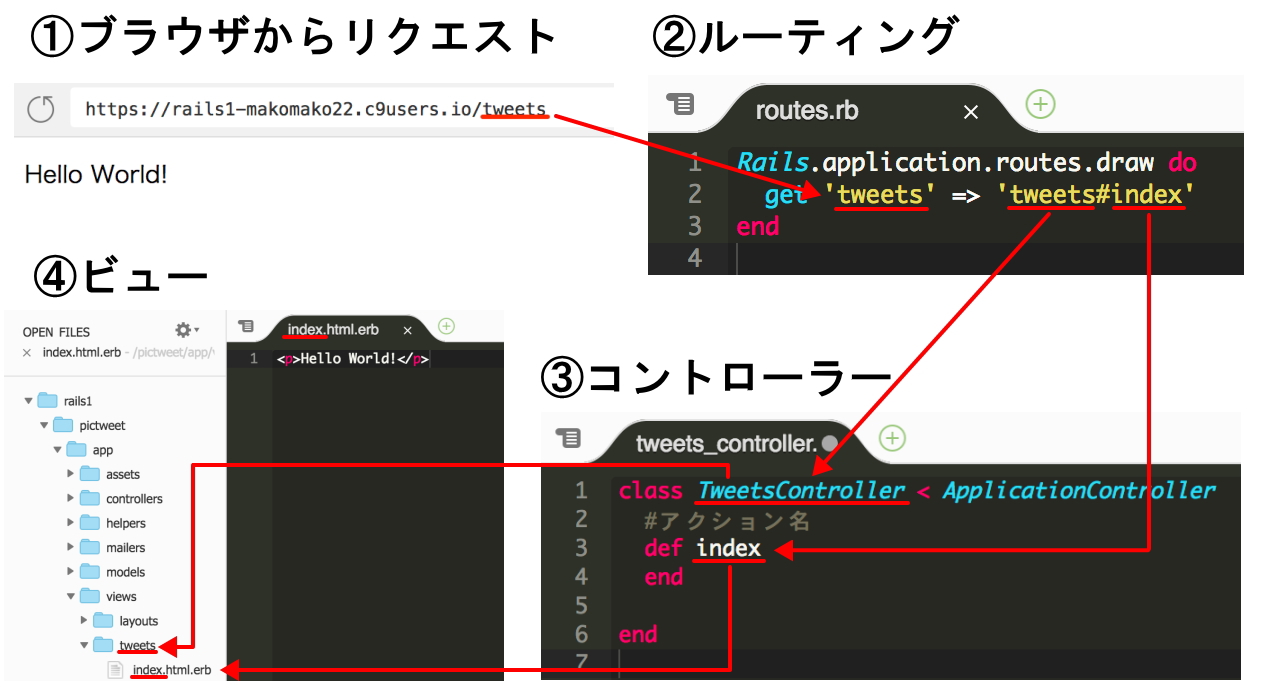 ①ブラウザからリクエスト
https://rails1-makomako22.c9users.io/tweets
Hello World!
②ルーティング
routes.rb ×
1 Rails.application.routes.draw do
2 get 'tweets' => 'tweets#index'
3 end
4
④ビュー
OPEN FILES
× index.html.erb - /pictweet/app/
rails1
pictweet
app
assets
controllers
helpers
mailers
models
views
layouts
tweets
index.html.erb
index.html.erb ×
1 <p>Hello World!</p>
③コントローラー
tweets_controller.
1 class TweetsController < ApplicationController
2 #アクション名
3 def index
4 end
5
6 end
7